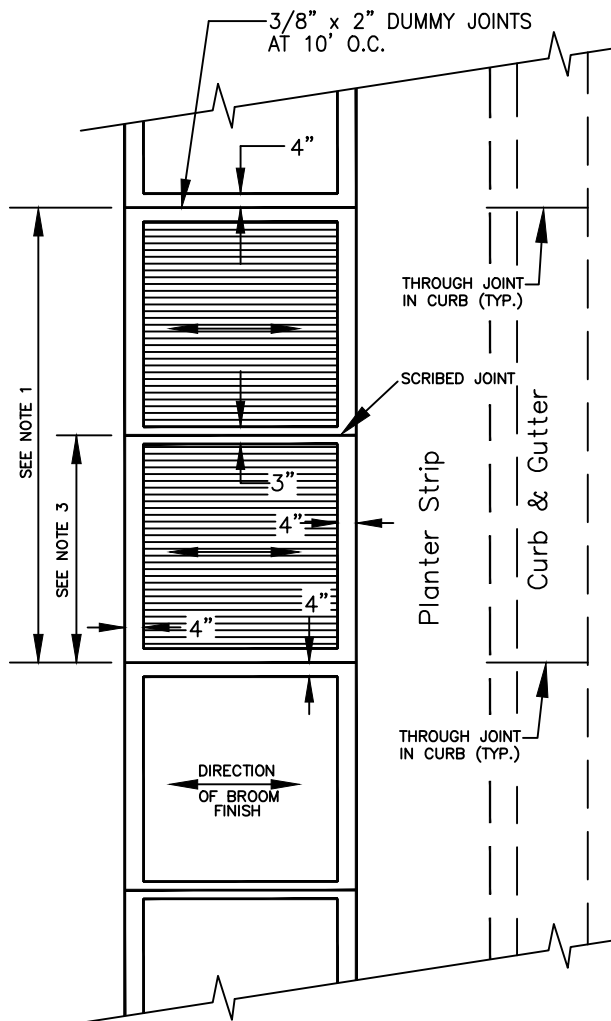 3/8” x 2” DUMMY JOINTS
AT 10’ O.C.
4”
THROUGH JOINT
IN CURB (TYP.)
SCRIBED JOINT
SEE NOTE 1
SEE NOTE 3
3”
4”
4”
4”
Planter Strip
Curb & Gutter
THROUGH JOINT
IN CURB (TYP.)
DIRECTION
OF BROOM
FINISH